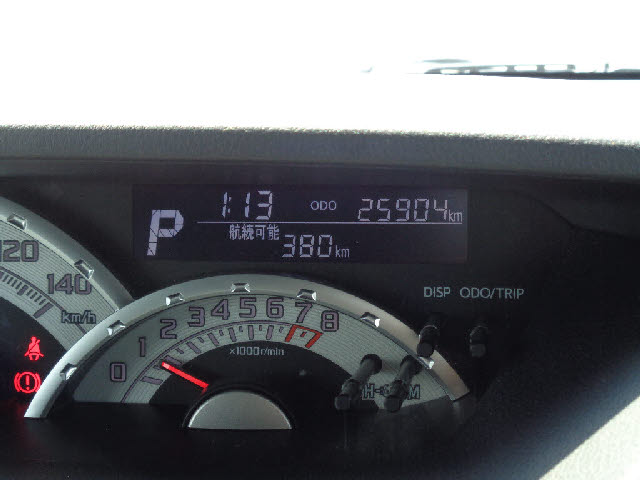 1:13 ODO 25904km
P
航続可能
380km
DISP ODO/TRIP
120
140
km/h
0 1 2 3 4 5 6 7 8
x1000r/min
H M